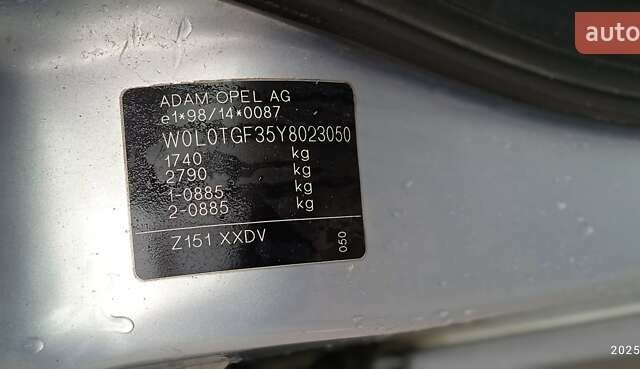 auto
ADAM OPEL AG
e1*98/14*0087
W0L0TGF35Y8023050
1740 kg
2790 kg
1-0885 kg
2-0885 kg
Z151 XXDV
050
2025